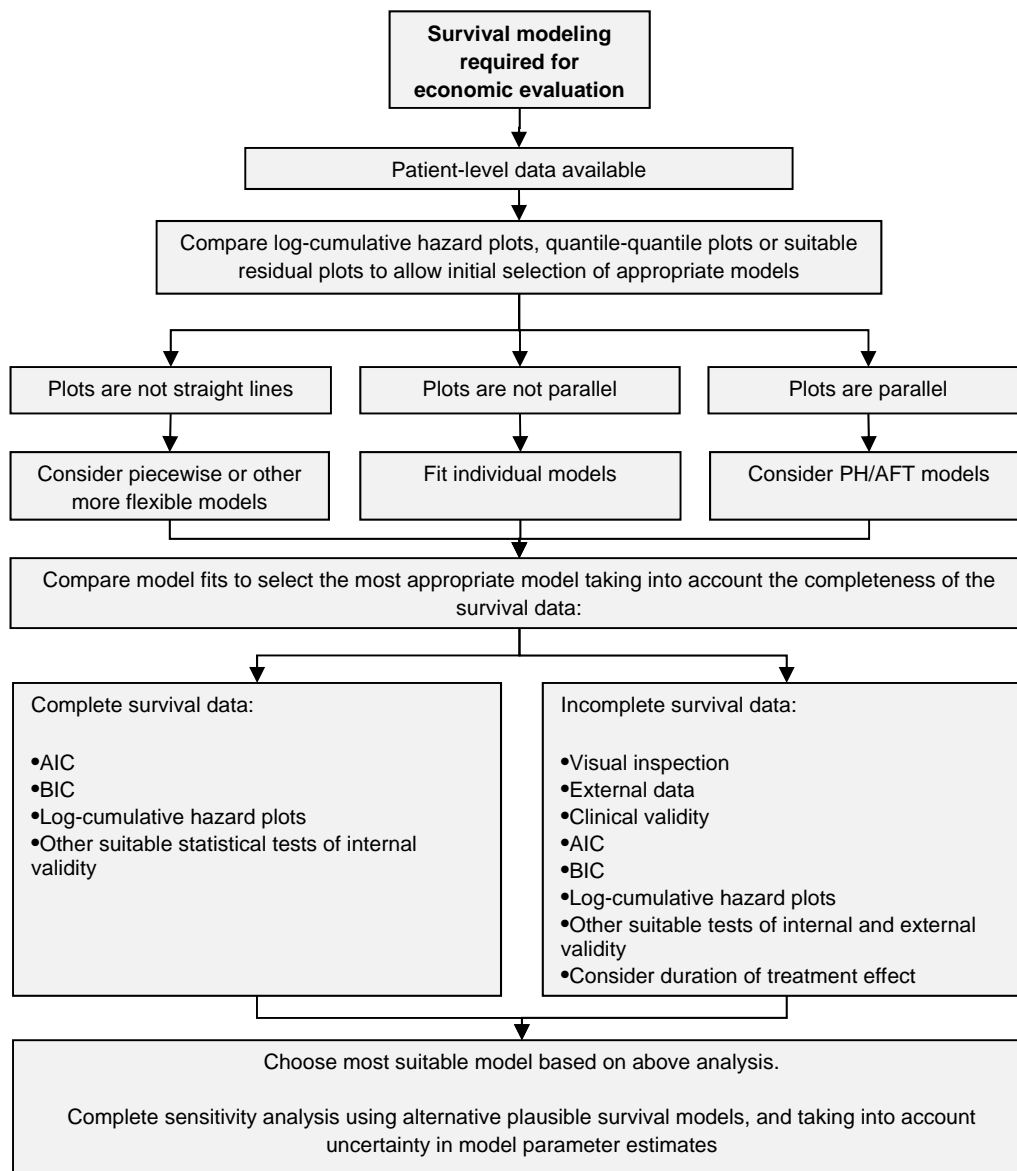 Survival modeling
required for
economic evaluation
Patient-level data available
Compare log-cumulative hazard plots, quantile-quantile plots or suitable
residual plots to allow initial selection of appropriate models
Plots are not straight lines
Plots are not parallel
Plots are parallel
Consider piecewise or other
more flexible models
Fit individual models
Consider PH/AFT models
Compare model fits to select the most appropriate model taking into account the completeness of the
survival data:
Complete survival data:
•AIC
•BIC
•Log-cumulative hazard plots
•Other suitable statistical tests of internal
validity
Incomplete survival data:
•Visual inspection
•External data
•Clinical validity
•AIC
•BIC
•Log-cumulative hazard plots
•Other suitable tests of internal and external
validity
•Consider duration of treatment effect
Choose most suitable model based on above analysis.
Complete sensitivity analysis using alternative plausible survival models, and taking into account
uncertainty in model parameter estimates